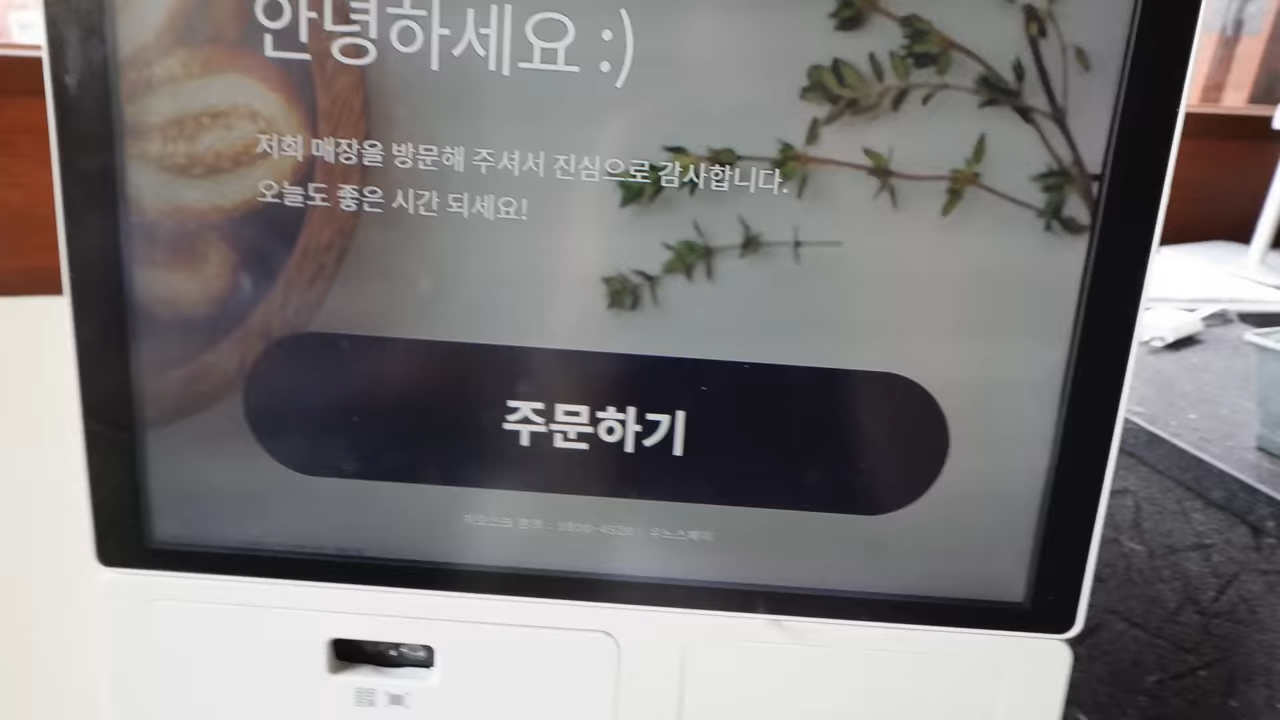 안녕하세요 :)
저희 매장을 방문해 주셔서 진심으로 감사합니다.
오늘도 좋은 시간 되세요!
주문하기